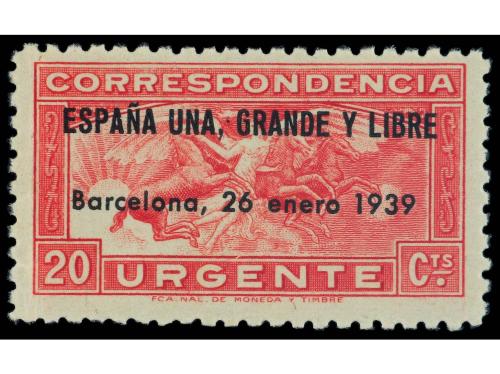 CORRESPONDENCIA
ESPAÑA UNA, GRANDE Y LIBRE
Barcelona, 26 enero 1939
20 CTS.
URGENTE
FCA. NAL. DE MONEDA Y TIMBRE